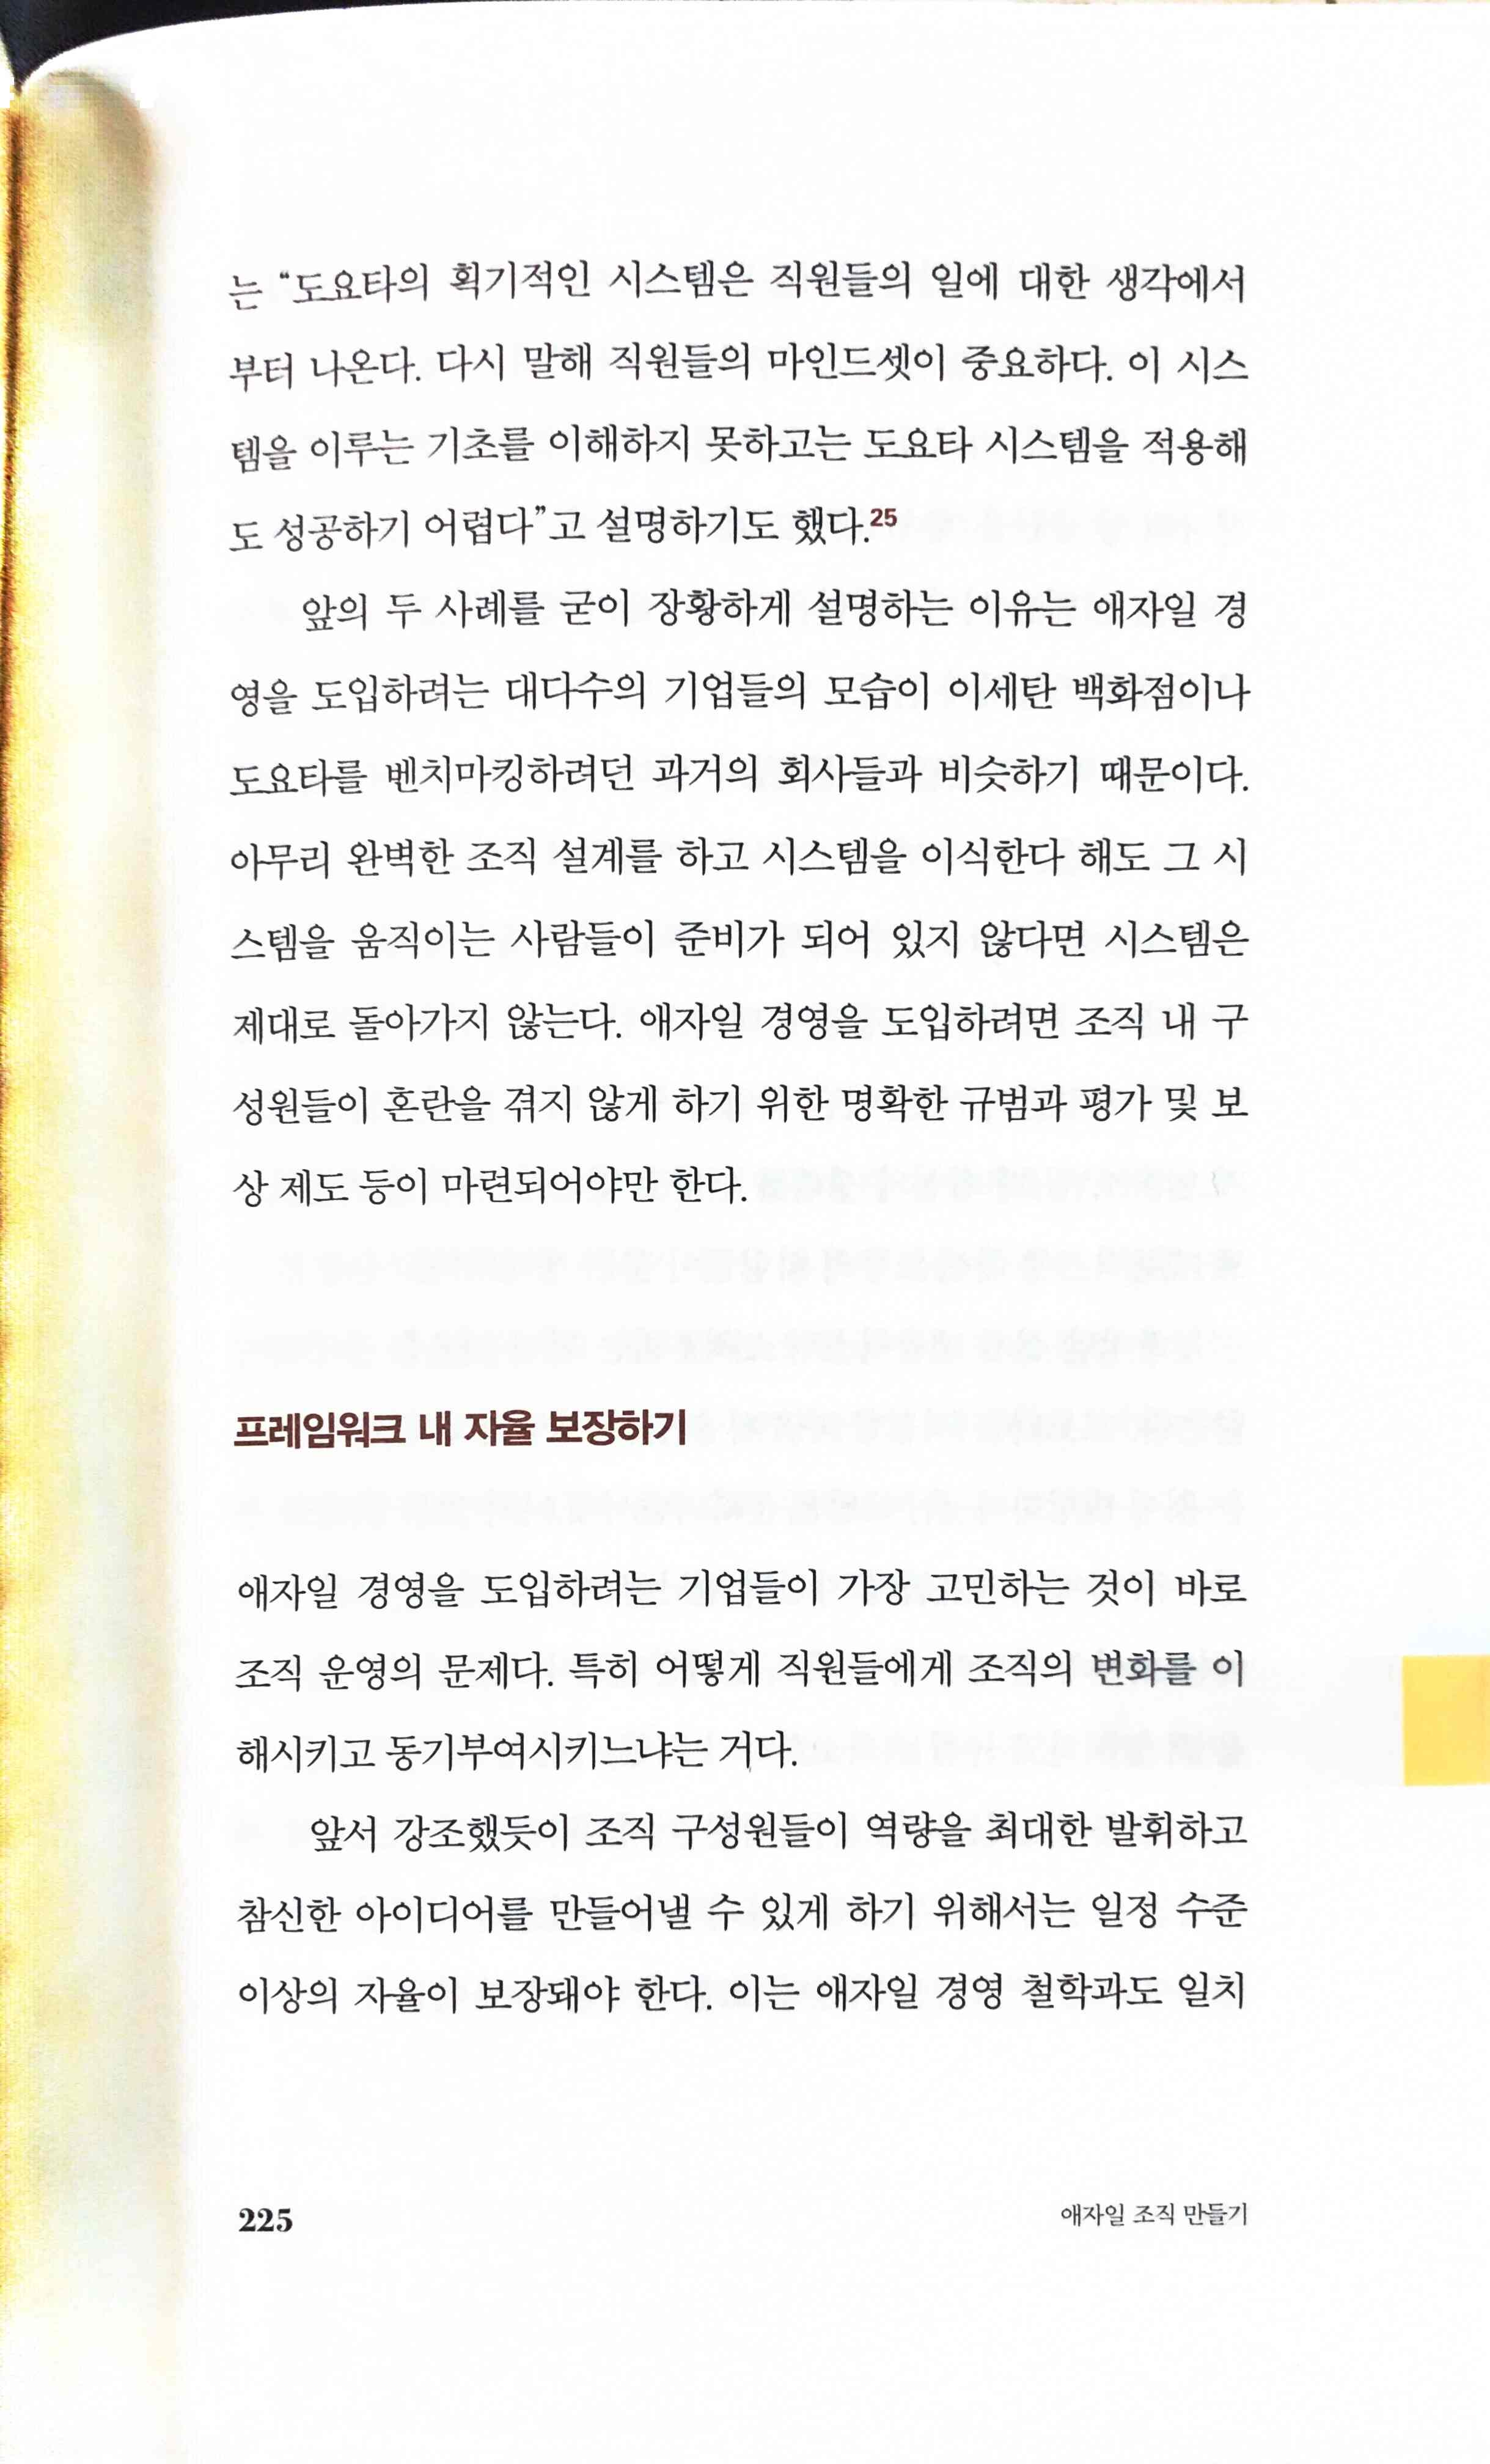 는 “도요타의 획기적인 시스템은 직원들의 일에 대한 생각에서
부터 나온다. 다시 말해 직원들의 마인드셋이 중요하다. 이 시스
템을 이루는 기초를 이해하지 못하고는 도요타 시스템을 적용해
도 성공하기 어렵다”고 설명하기도 했다.25
앞의 두 사례를 굳이 장황하게 설명하는 이유는 애자일 경
영을 도입하려는 대다수의 기업들의 모습이 이세탄 백화점이나
도요타를 벤치마킹하려던 과거의 회사들과 비슷하기 때문이다.
아무리 완벽한 조직 설계를 하고 시스템을 이식한다 해도 그 시
스템을 움직이는 사람들이 준비가 되어 있지 않다면 시스템은
제대로 돌아가지 않는다. 애자일 경영을 도입하려면 조직 내 구
성원들이 혼란을 겪지 않게 하기 위한 명확한 규범과 평가 및 보
상 제도 등이 마련되어야만 한다.
프레임워크 내 자율 보장하기
애자일 경영을 도입하려는 기업들이 가장 고민하는 것이 바로
조직 운영의 문제다. 특히 어떻게 직원들에게 조직의 변화를 이
해시키고 동기부여시키느냐는 거다.
앞서 강조했듯이 조직 구성원들이 역량을 최대한 발휘하고
참신한 아이디어를 만들어낼 수 있게 하기 위해서는 일정 수준
이상의 자율이 보장돼야 한다. 이는 애자일 경영 철학과도 일치
225
애자일 조직 만들기